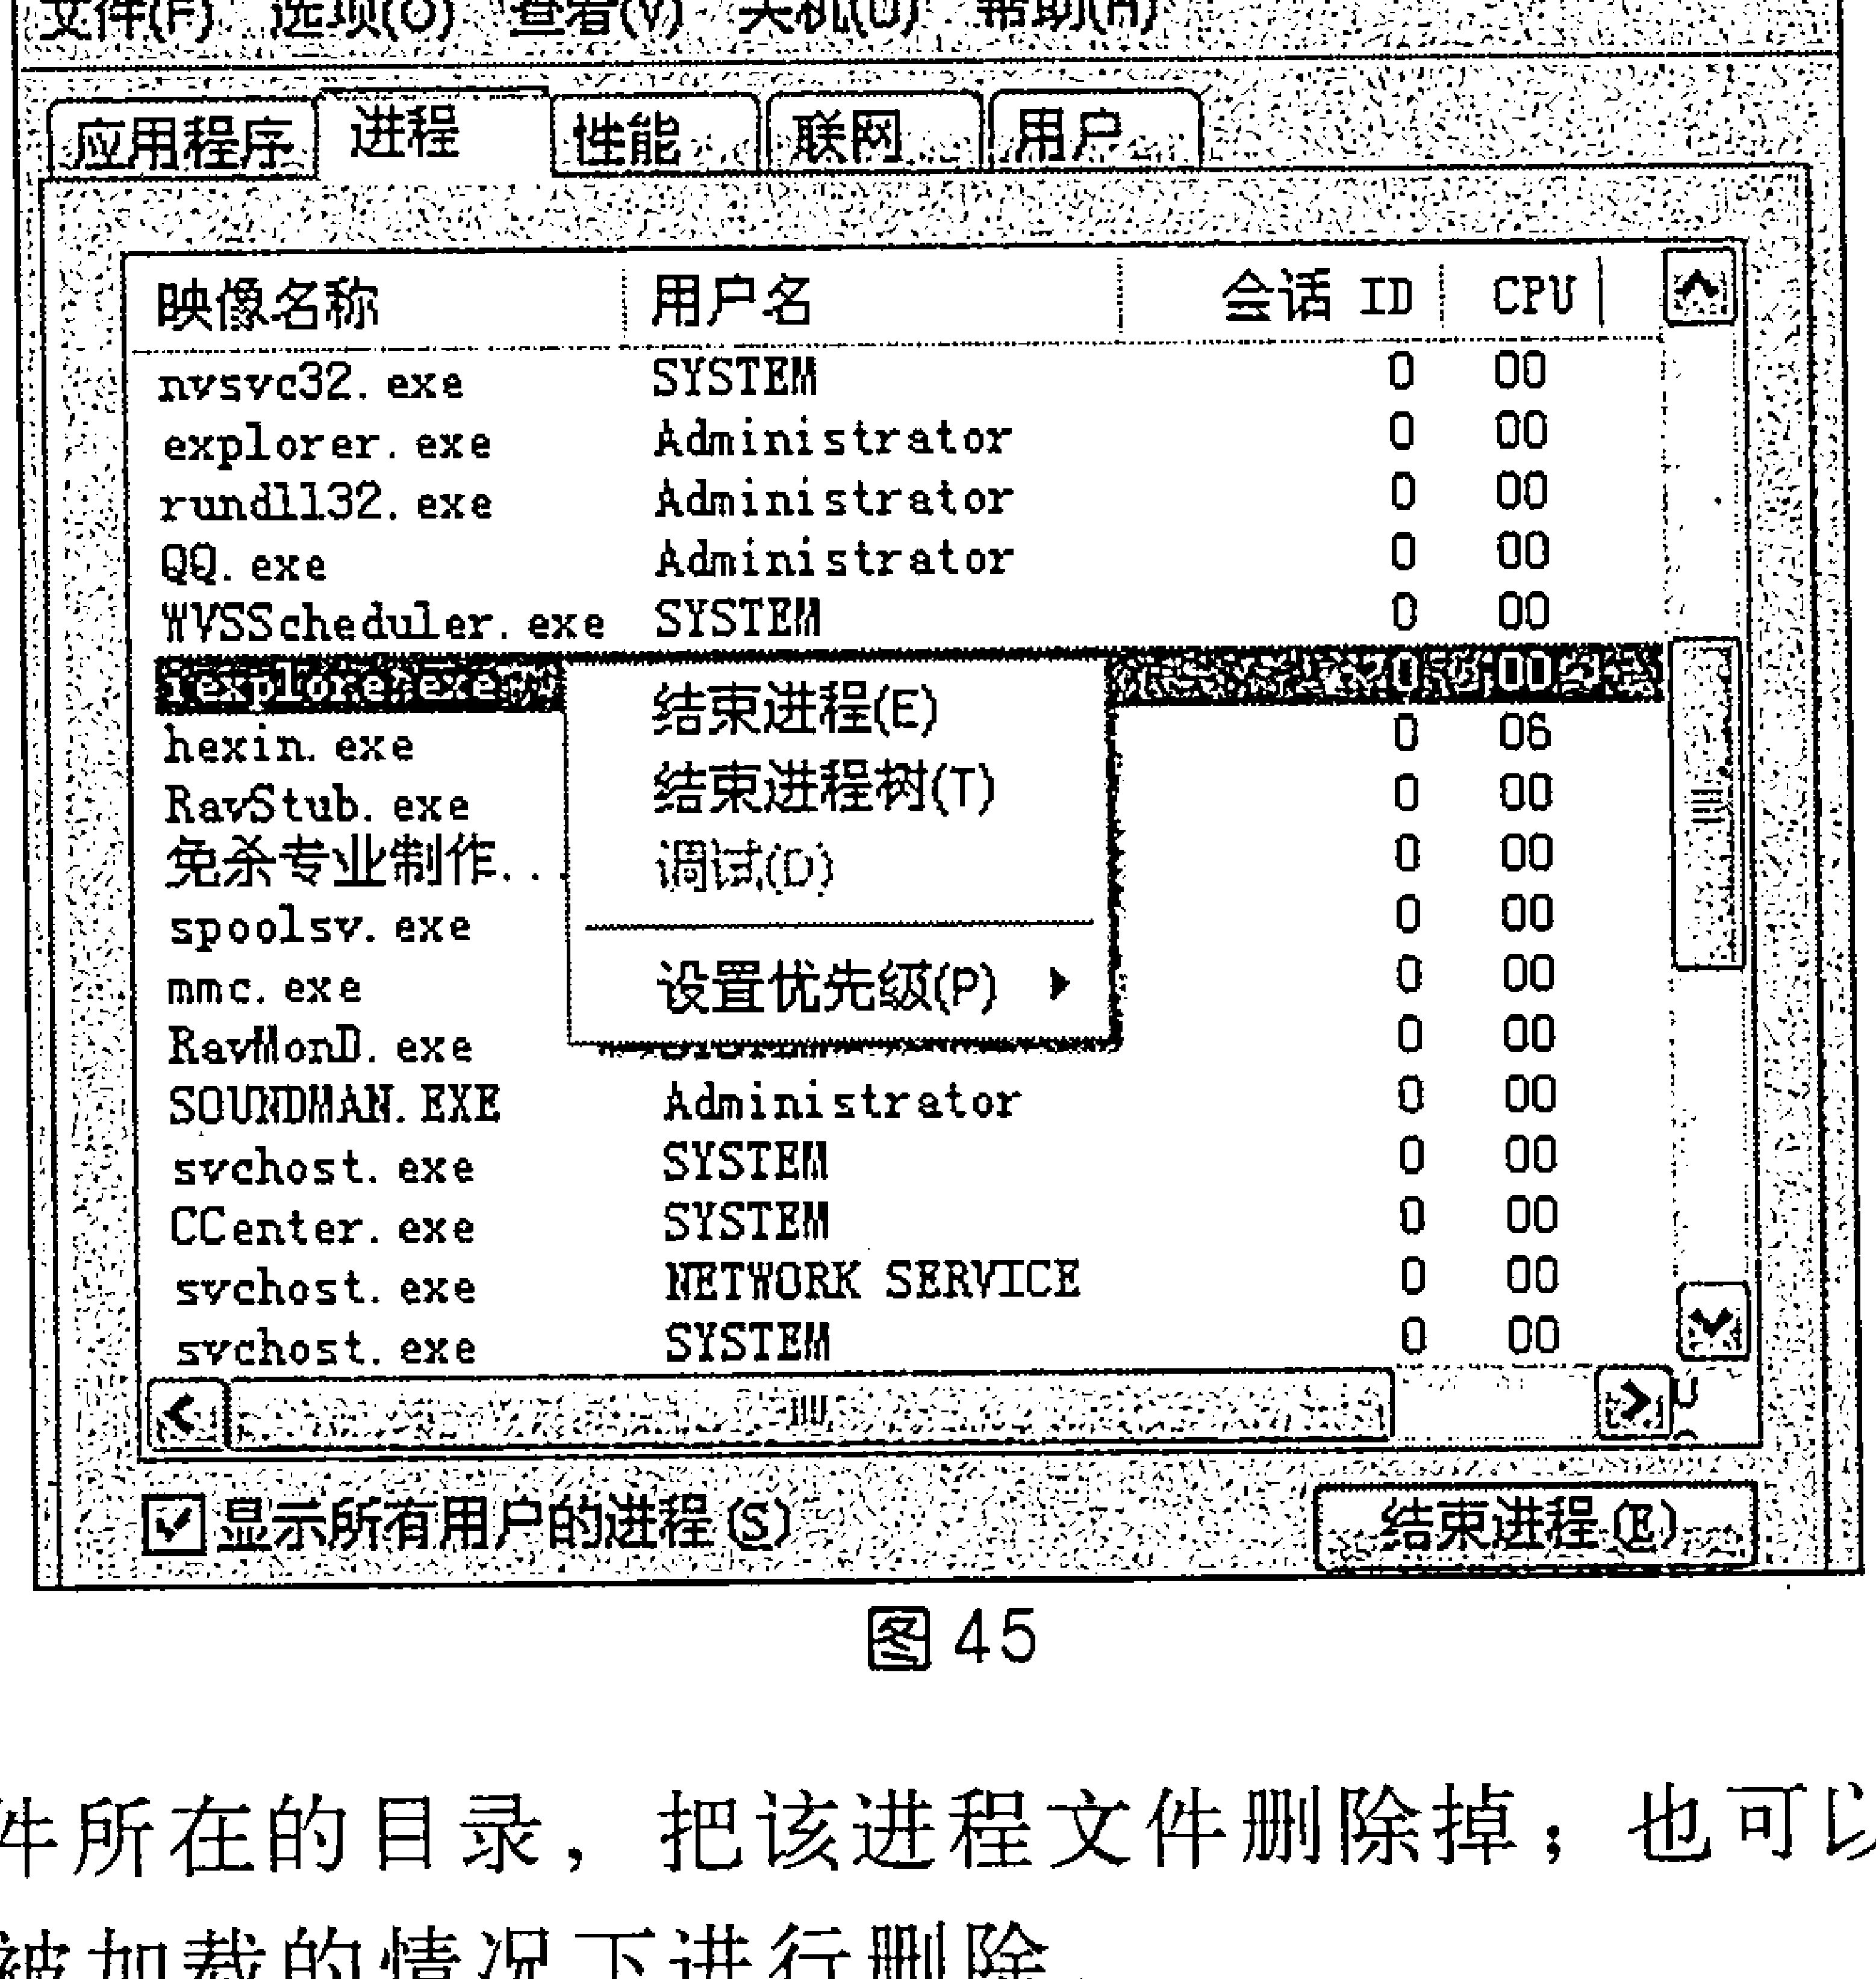 文件(F) 选项(O) 查看(V) 关机(U) 帮助(H)
应用程序 进程 性能 联网 用户
映像名称 用户名 会话 ID CPU
nvsvc32.exe SYSTEM 0 00
explorer.exe Administrator 0 00
rundll32.exe Administrator 0 00
QQ.exe Administrator 0 00
WVSScheduler.exe SYSTEM 0 00
iexplore.exe 0 00
结束进程(E)
hexin.exe 0 06
结束进程树(T)
RavStub.exe 0 00
免杀专业制作... 0 00
调试(D)
spoolsv.exe 0 00
mmc.exe 0 00
设置优先级(P)
RavMonD.exe 0 00
SOUNDMAN.EXE Administrator 0 00
svchost.exe SYSTEM 0 00
CCenter.exe SYSTEM 0 00
svchost.exe NETWORK SERVICE 0 00
svchost.exe SYSTEM 0 00
显示所有用户的进程(S) 结束进程(E)
图 45
件所在的目录，把该进程文件删除掉；也可以
被加载的情况下进行删除